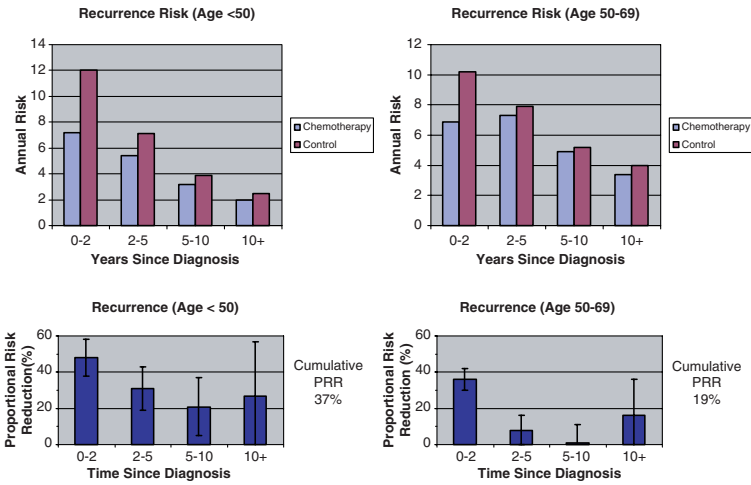 Recurrence Risk (Age <50)
14
12
10
8
6
4
2
0
Annual Risk
0-2 2-5 5-10 10+
Years Since Diagnosis
Chemotherapy
Control
Recurrence Risk (Age 50-69)
12
10
8
6
4
2
0
Annual Risk
0-2 2-5 5-10 10+
Years Since Diagnosis
Chemotherapy
Control
Recurrence (Age < 50)
60
40
20
0
Proportional Risk
Reduction(%)
0-2 2-5 5-10 10+
Time Since Diagnosis
Cumulative
PRR
37%
Recurrence (Age 50-69)
60
40
20
0
Proportional Risk
Reduction (%)
0-2 2-5 5-10 10+
Time Since Diagnosis
Cumulative
PRR
19%